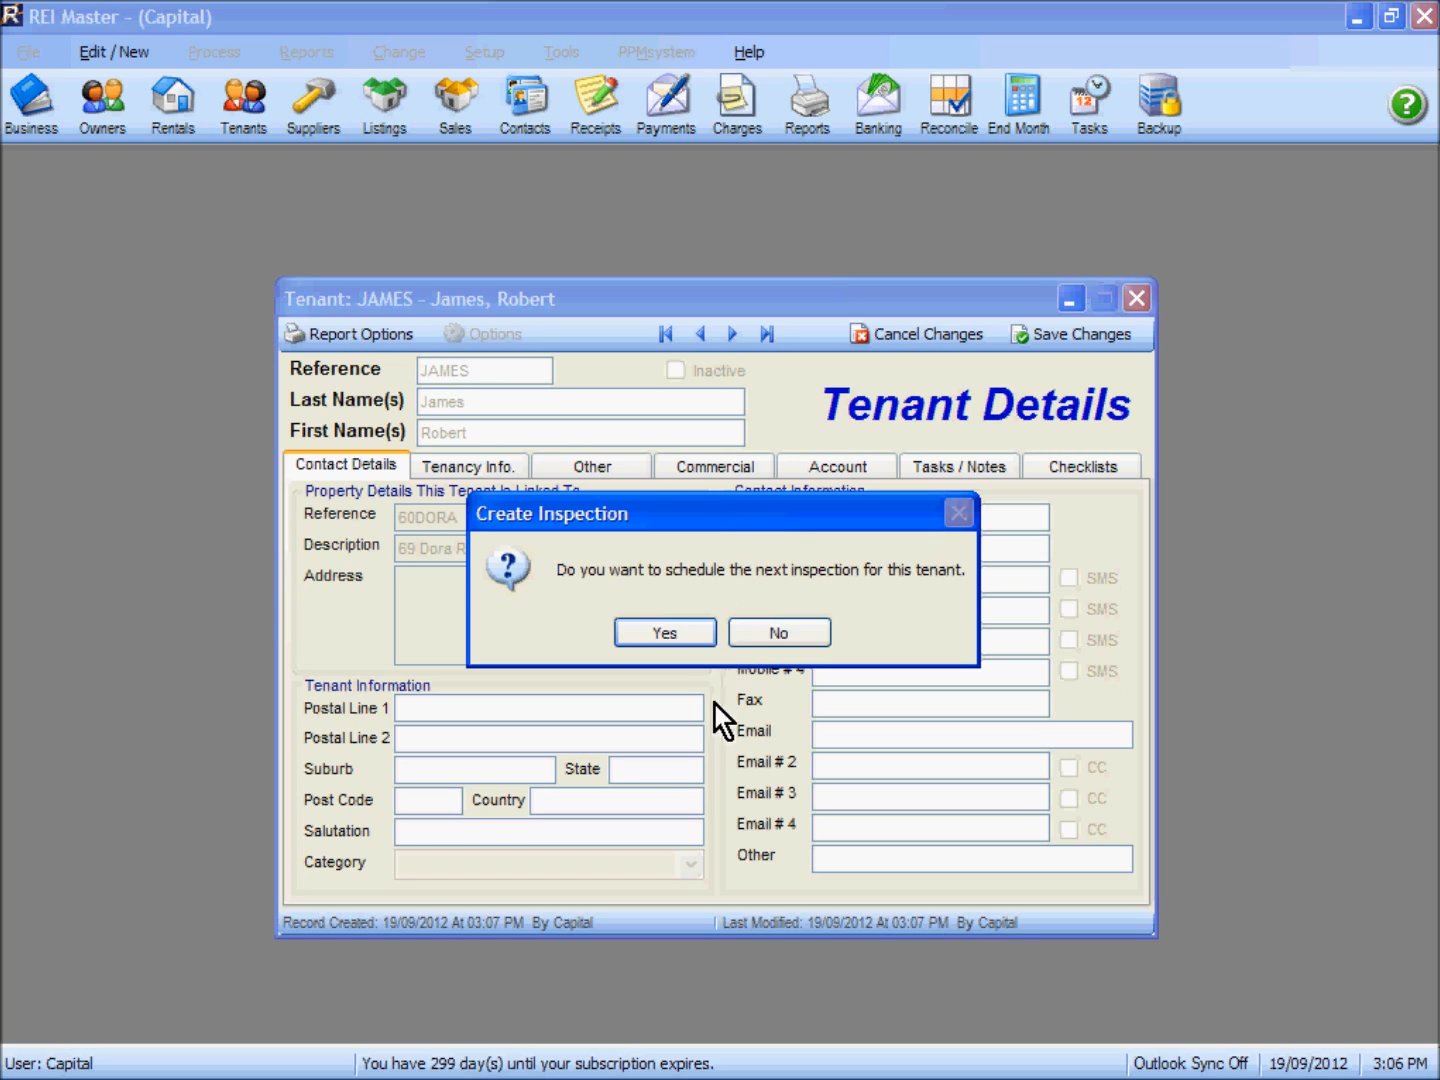 REI Master - (Capital)
File Edit / New Process Reports Change Setup Tools PPMsystem Help
Business Owners Rentals Tenants Suppliers Listings Sales Contacts Receipts Payments Charges Reports Banking Reconcile End Month Tasks Backup
Tenant: JAMES - James, Robert
Report Options Options Cancel Changes Save Changes
Reference JAMES Inactive
Last Name(s) James
First Name(s) Robert
Tenant Details
Contact Details Tenancy Info. Other Commercial Account Tasks / Notes Checklists
Property Details This Tenant Is Linked To
Contact Information
Reference 60DORA
Description 69 Dora R
Address
Create Inspection
Do you want to schedule the next inspection for this tenant.
Yes No
SMS
SMS
SMS
Mobile # 4 SMS
Tenant Information
Postal Line 1
Postal Line 2
Suburb State
Post Code Country
Salutation
Category
Fax
Email
Email # 2 CC
Email # 3 CC
Email # 4 CC
Other
Record Created: 19/09/2012 At 03:07 PM By Capital
Last Modified: 19/09/2012 At 03:07 PM By Capital
User: Capital
You have 299 day(s) until your subscription expires.
Outlook Sync Off 19/09/2012 3:06 PM